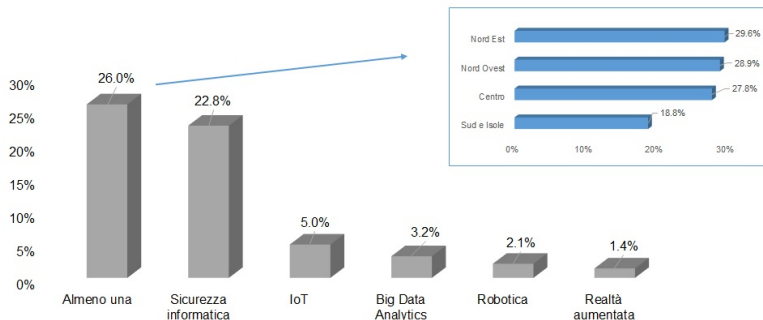 Nord Est
29.6%
Nord Ovest
28.9%
Centro
27.8%
Sud e Isole
18.8%
0%
10%
20%
30%
30%
25%
20%
15%
10%
5%
0%
26.0%
22.8%
5.0%
3.2%
2.1%
1.4%
Almeno una
Sicurezza
informatica
IoT
Big Data
Analytics
Robotica
Realtà
aumentata